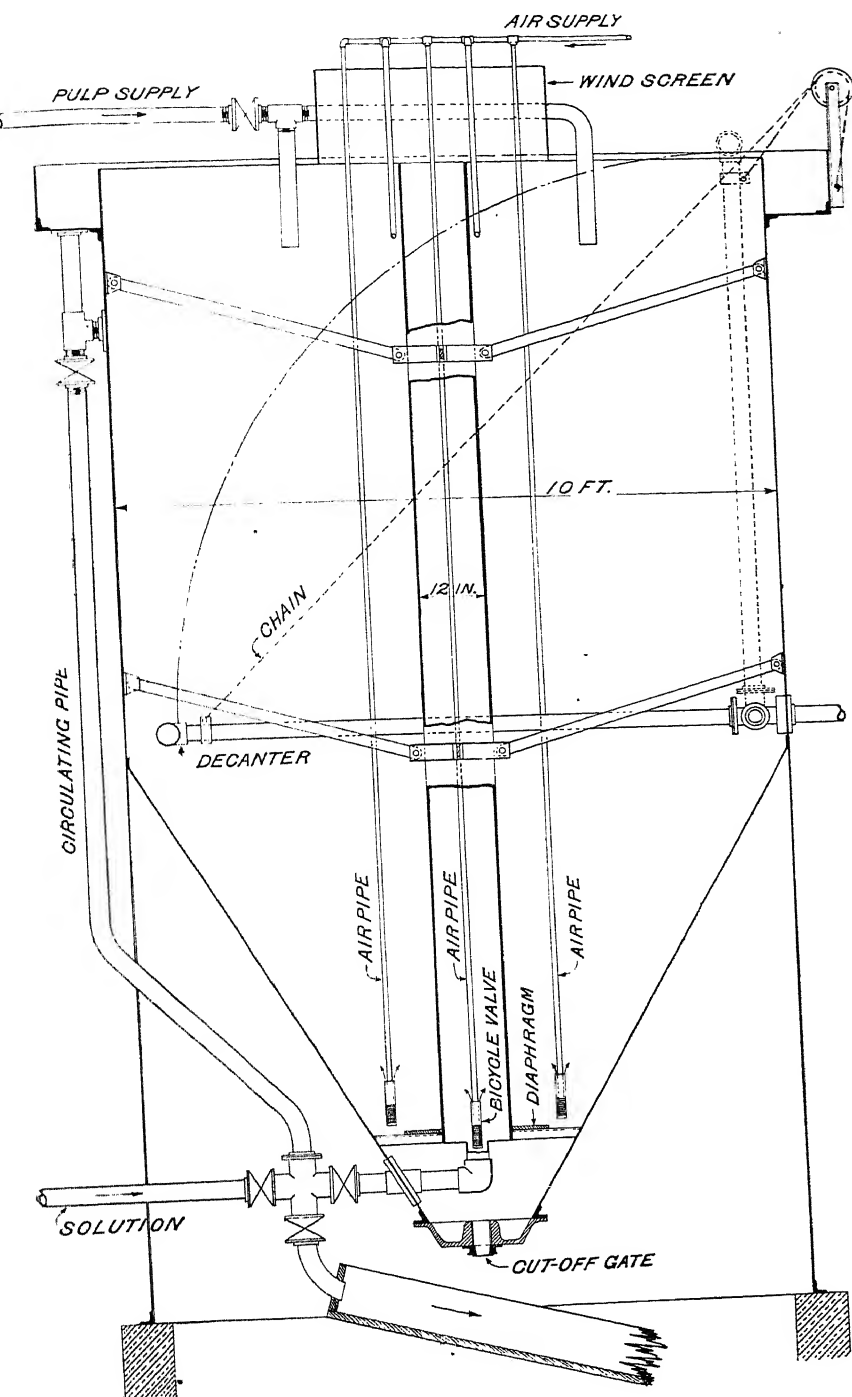 AIR SUPPLY
PULP SUPPLY
WIND SCREEN
10 FT.
12 IN.
CHAIN
CIRCULATING PIPE
DECANTER
AIR PIPE
AIR PIPE
AIR PIPE
BICYCLE VALVE
DIAPHRAGM
SOLUTION
CUT-OFF GATE